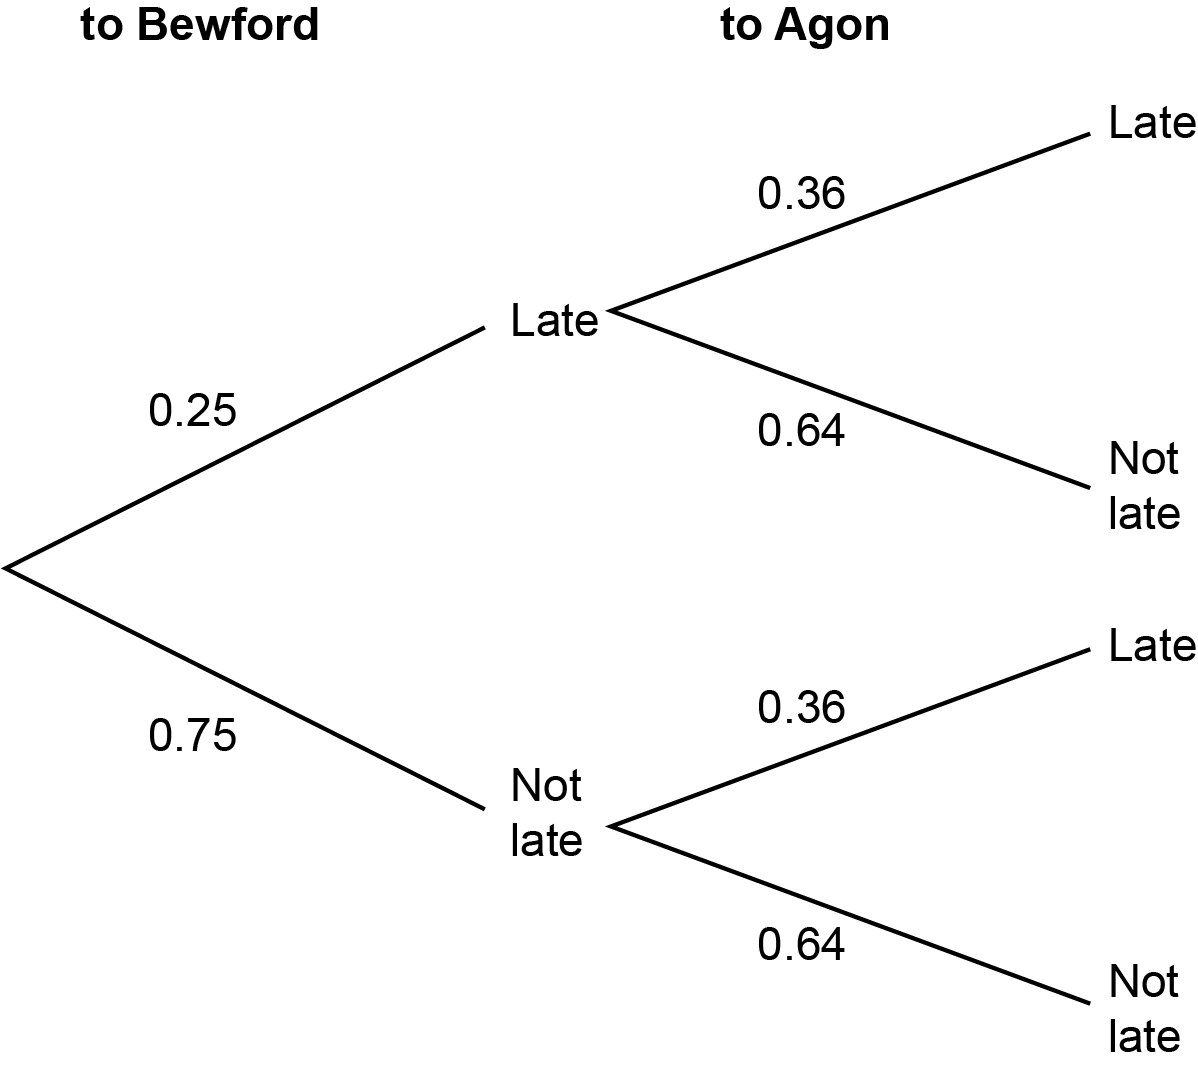 to Bewford
to Agon
Late
0.36
Late
0.25
0.64
Not
late
Late
0.36
0.75
Not
late
0.64
Not
late